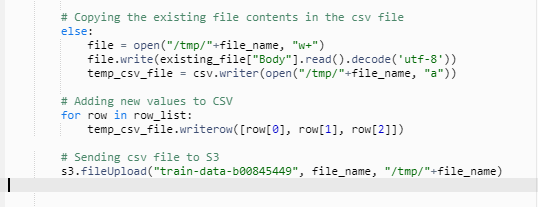 # Copying the existing file contents in the csv file
else:
file = open("/tmp/"+file_name, "w+")
file.write(existing_file["Body"].read().decode('utf-8'))
temp_csv_file = csv.writer(open("/tmp/"+file_name, "a"))
# Adding new values to CSV
for row in row_list:
temp_csv_file.writerow([row[0], row[1], row[2]])
# Sending csv file to S3
s3.fileUpload("train-data-b00845449", file_name, "/tmp/"+file_name)